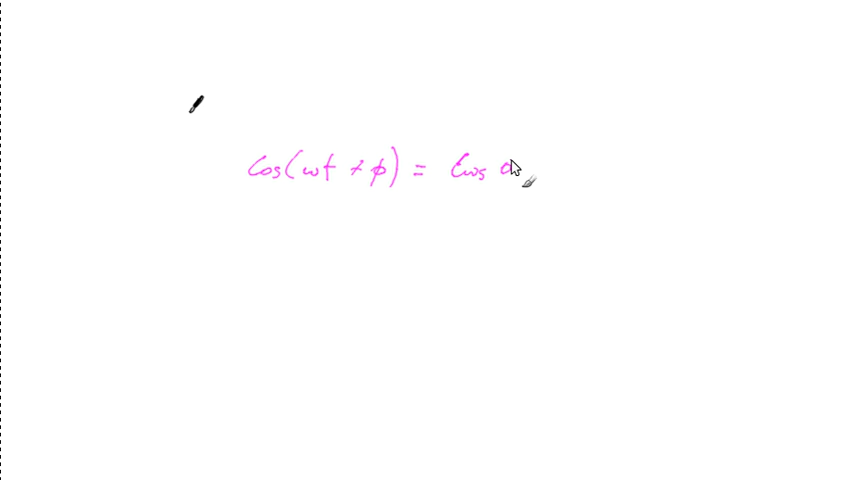 cos(ωt + φ) = cos